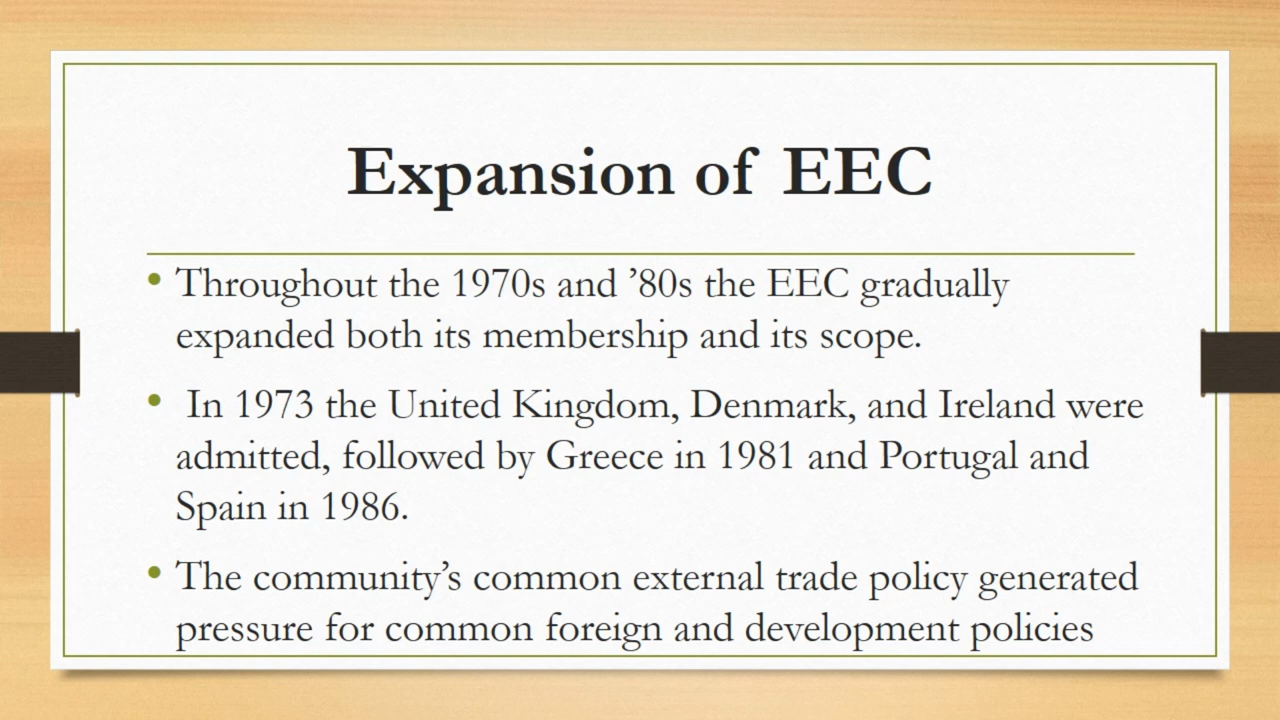 Expansion of EEC
• Throughout the 1970s and ’80s the EEC gradually
expanded both its membership and its scope.
• In 1973 the United Kingdom, Denmark, and Ireland were
admitted, followed by Greece in 1981 and Portugal and
Spain in 1986.
• The community’s common external trade policy generated
pressure for common foreign and development policies